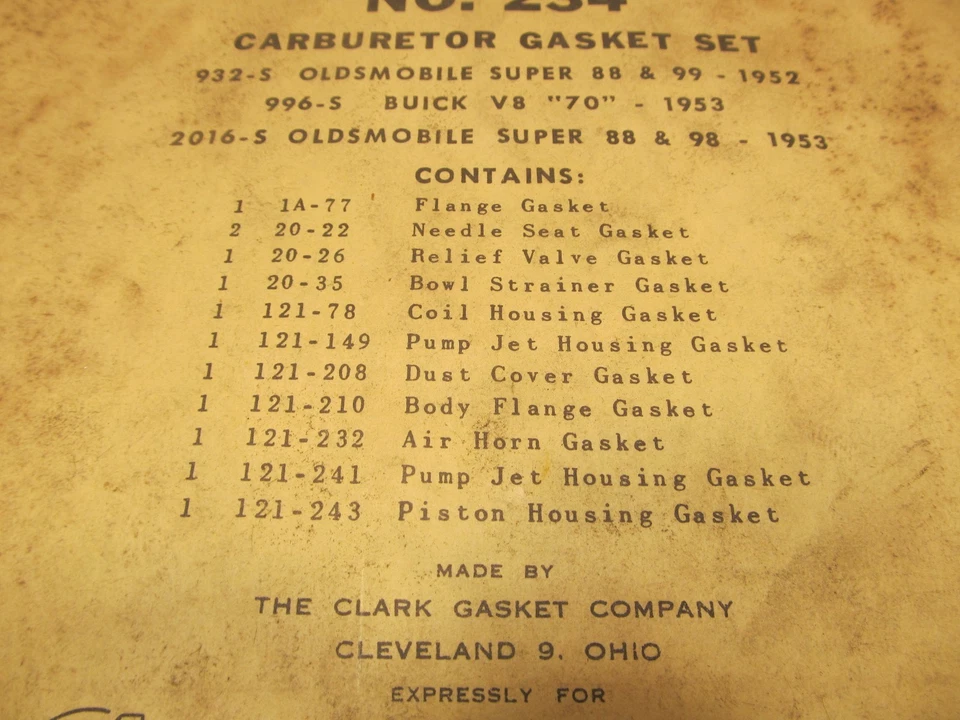 No. 234
CARBURETOR GASKET SET
932-S OLDSMOBILE SUPER 88 & 99 - 1952
996-S BUICK V8 "70" - 1953
2016-S OLDSMOBILE SUPER 88 & 98 - 1953
CONTAINS:
1 1A-77 Flange Gasket
2 20-22 Needle Seat Gasket
1 20-26 Relief Valve Gasket
1 20-35 Bowl Strainer Gasket
1 121-78 Coil Housing Gasket
1 121-149 Pump Jet Housing Gasket
1 121-208 Dust Cover Gasket
1 121-210 Body Flange Gasket
1 121-232 Air Horn Gasket
1 121-241 Pump Jet Housing Gasket
1 121-243 Piston Housing Gasket
MADE BY
THE CLARK GASKET COMPANY
CLEVELAND 9, OHIO
EXPRESSLY FOR